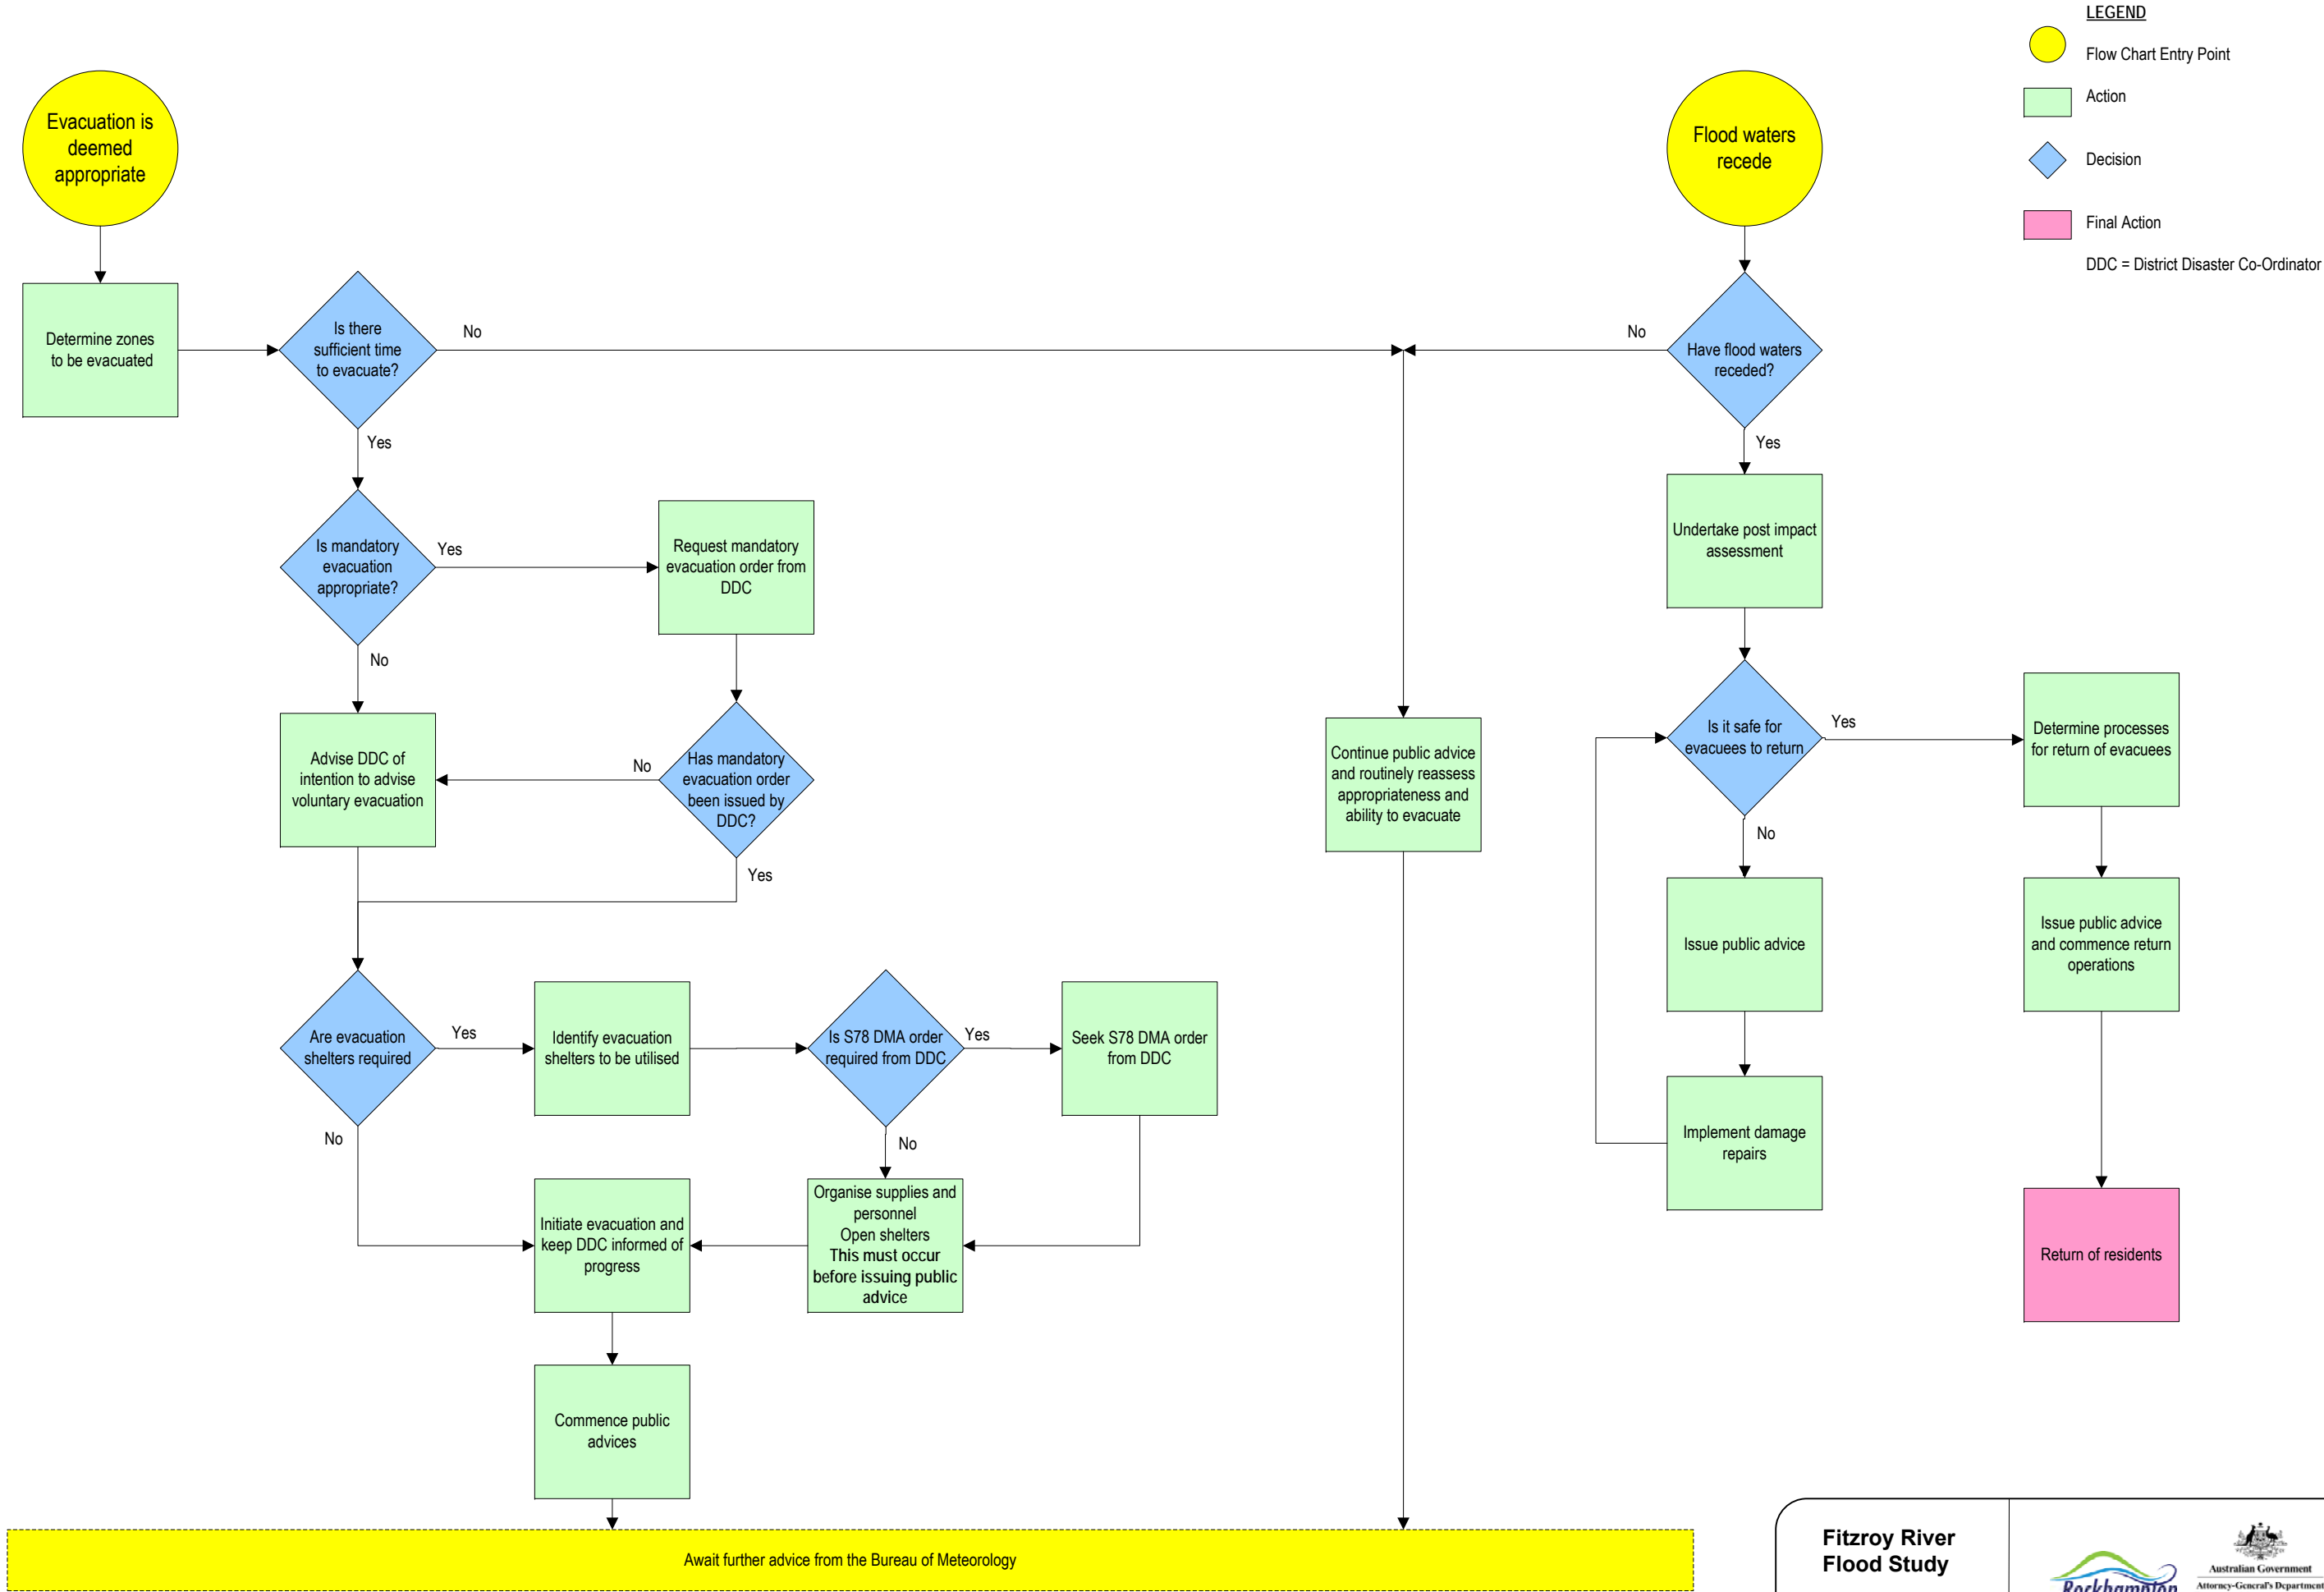 LEGEND
Flow Chart Entry Point
Action
Decision
Final Action
DDC = District Disaster Co-Ordinator
Evacuation is
deemed
appropriate
Flood waters
recede
Determine zones
to be evacuated
Is there
sufficient time
to evacuate?
No
Yes
No
Have flood waters
receded?
Yes
Is mandatory
evacuation
appropriate?
Yes
No
Request mandatory
evacuation order from
DDC
Undertake post impact
assessment
Advise DDC of
intention to advise
voluntary evacuation
No
Has mandatory
evacuation order
been issued by
DDC?
Yes
Continue public advice
and routinely reassess
appropriateness and
ability to evacuate
Is it safe for
evacuees to return
Yes
No
Determine processes
for return of evacuees
Issue public advice
Issue public advice
and commence return
operations
Are evacuation
shelters required
Yes
No
Identify evacuation
shelters to be utilised
Is S78 DMA order
required from DDC
Yes
No
Seek S78 DMA order
from DDC
Implement damage
repairs
Initiate evacuation and
keep DDC informed of
progress
Organise supplies and
personnel
Open shelters
This must occur
before issuing public
advice
Return of residents
Commence public
advices
Await further advice from the Bureau of Meteorology
Fitzroy River
Flood Study
Rockhampton
Australian Government
Attorney-General's Department